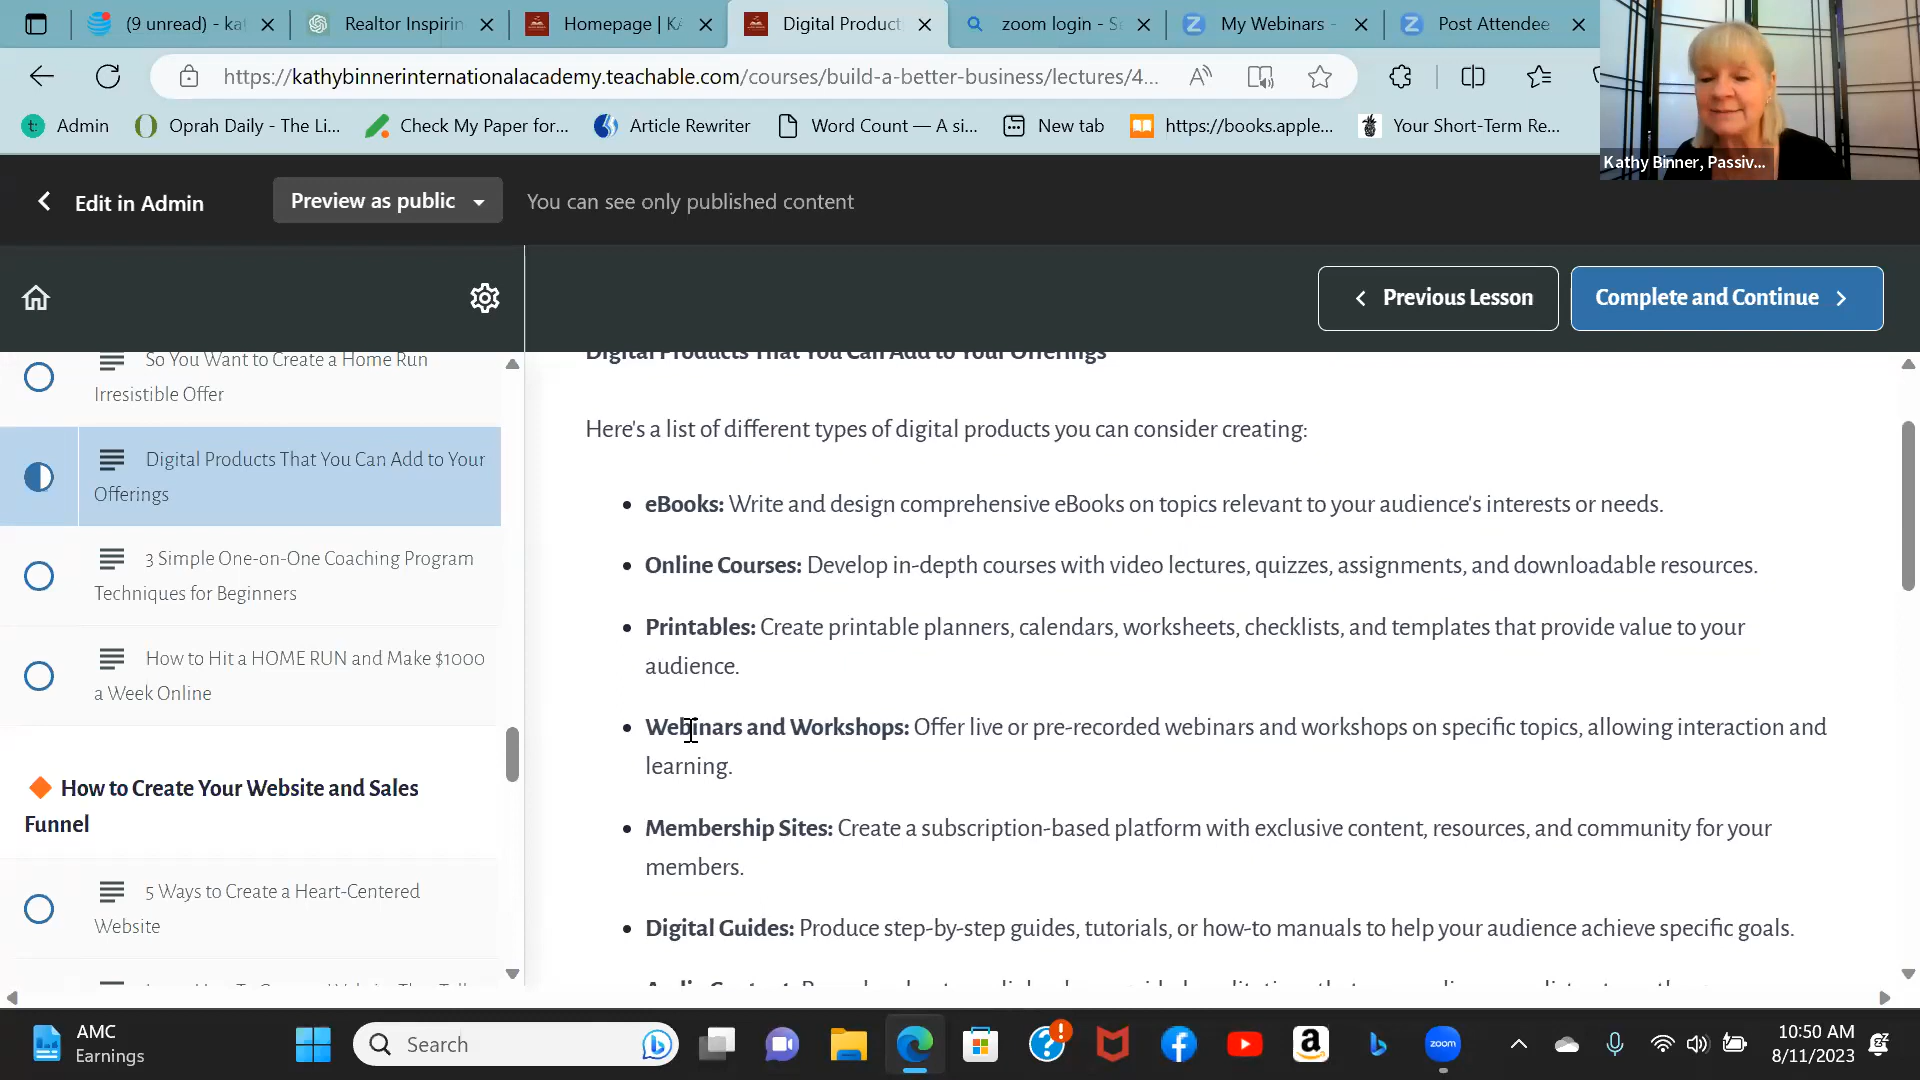 (9 unread) - kat
Realtor Inspirin
Homepage | KA
Digital Product
zoom login - Se
My Webinars -
Post Attendee
https://kathybinnerinternationalacademy.teachable.com/courses/build-a-better-business/lectures/4...
t: Admin
Oprah Daily - The Li...
Check My Paper for...
Article Rewriter
Word Count — A si...
New tab
https://books.apple...
Your Short-Term Re...
Kathy Binner, Passiv...
Edit in Admin
Preview as public
You can see only published content
Previous Lesson
Complete and Continue
So You Want to Create a Home Run
Irresistible Offer
Digital Products That You Can Add to Your
Offerings
3 Simple One-on-One Coaching Program
Techniques for Beginners
How to Hit a HOME RUN and Make $1000
a Week Online
🔶 How to Create Your Website and Sales
Funnel
5 Ways to Create a Heart-Centered
Website
Digital Products That You Can Add to Your Offerings
Here's a list of different types of digital products you can consider creating:
• eBooks: Write and design comprehensive eBooks on topics relevant to your audience's interests or needs.
• Online Courses: Develop in-depth courses with video lectures, quizzes, assignments, and downloadable resources.
• Printables: Create printable planners, calendars, worksheets, checklists, and templates that provide value to your
audience.
• Webinars and Workshops: Offer live or pre-recorded webinars and workshops on specific topics, allowing interaction and
learning.
• Membership Sites: Create a subscription-based platform with exclusive content, resources, and community for your
members.
• Digital Guides: Produce step-by-step guides, tutorials, or how-to manuals to help your audience achieve specific goals.
AMC
Earnings
Search
zoom
10:50 AM
8/11/2023